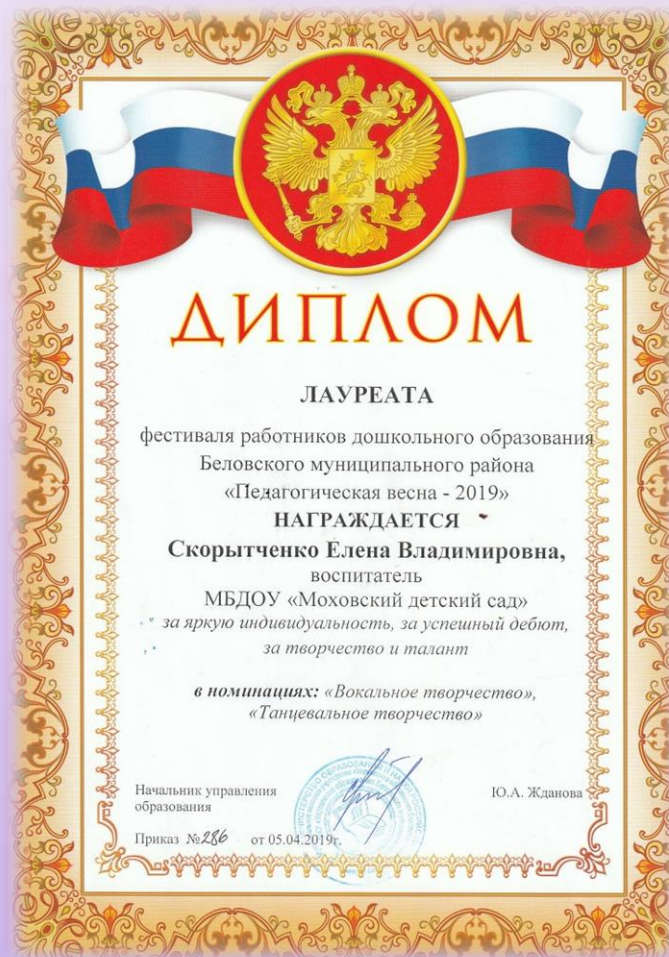 ДИПЛОМ
ЛАУРЕАТА
фестиваля работников дошкольного образования
Беловского муниципального района
«Педагогическая весна - 2019»
НАГРАЖДАЕТСЯ
Скорытченко Елена Владимировна,
воспитатель
МБДОУ «Моховский детский сад»
за яркую индивидуальность, за успешный дебют,
за творчество и талант
в номинациях: «Вокальное творчество»,
«Танцевальное творчество»
Начальник управления
образования
Ю.А. Жданова
Приказ №286 от 05.04.2019г.